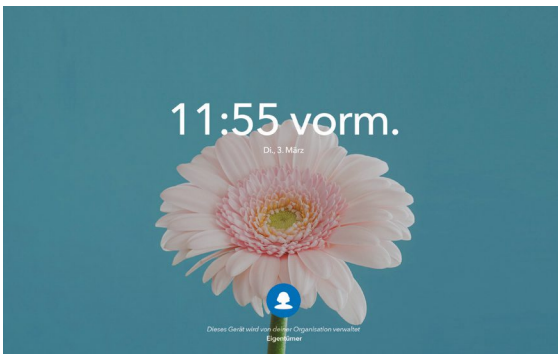 11:55 vorm.
Di., 3. März
Dieses Gerät wird von deiner Organisation verwaltet
Eigentümer